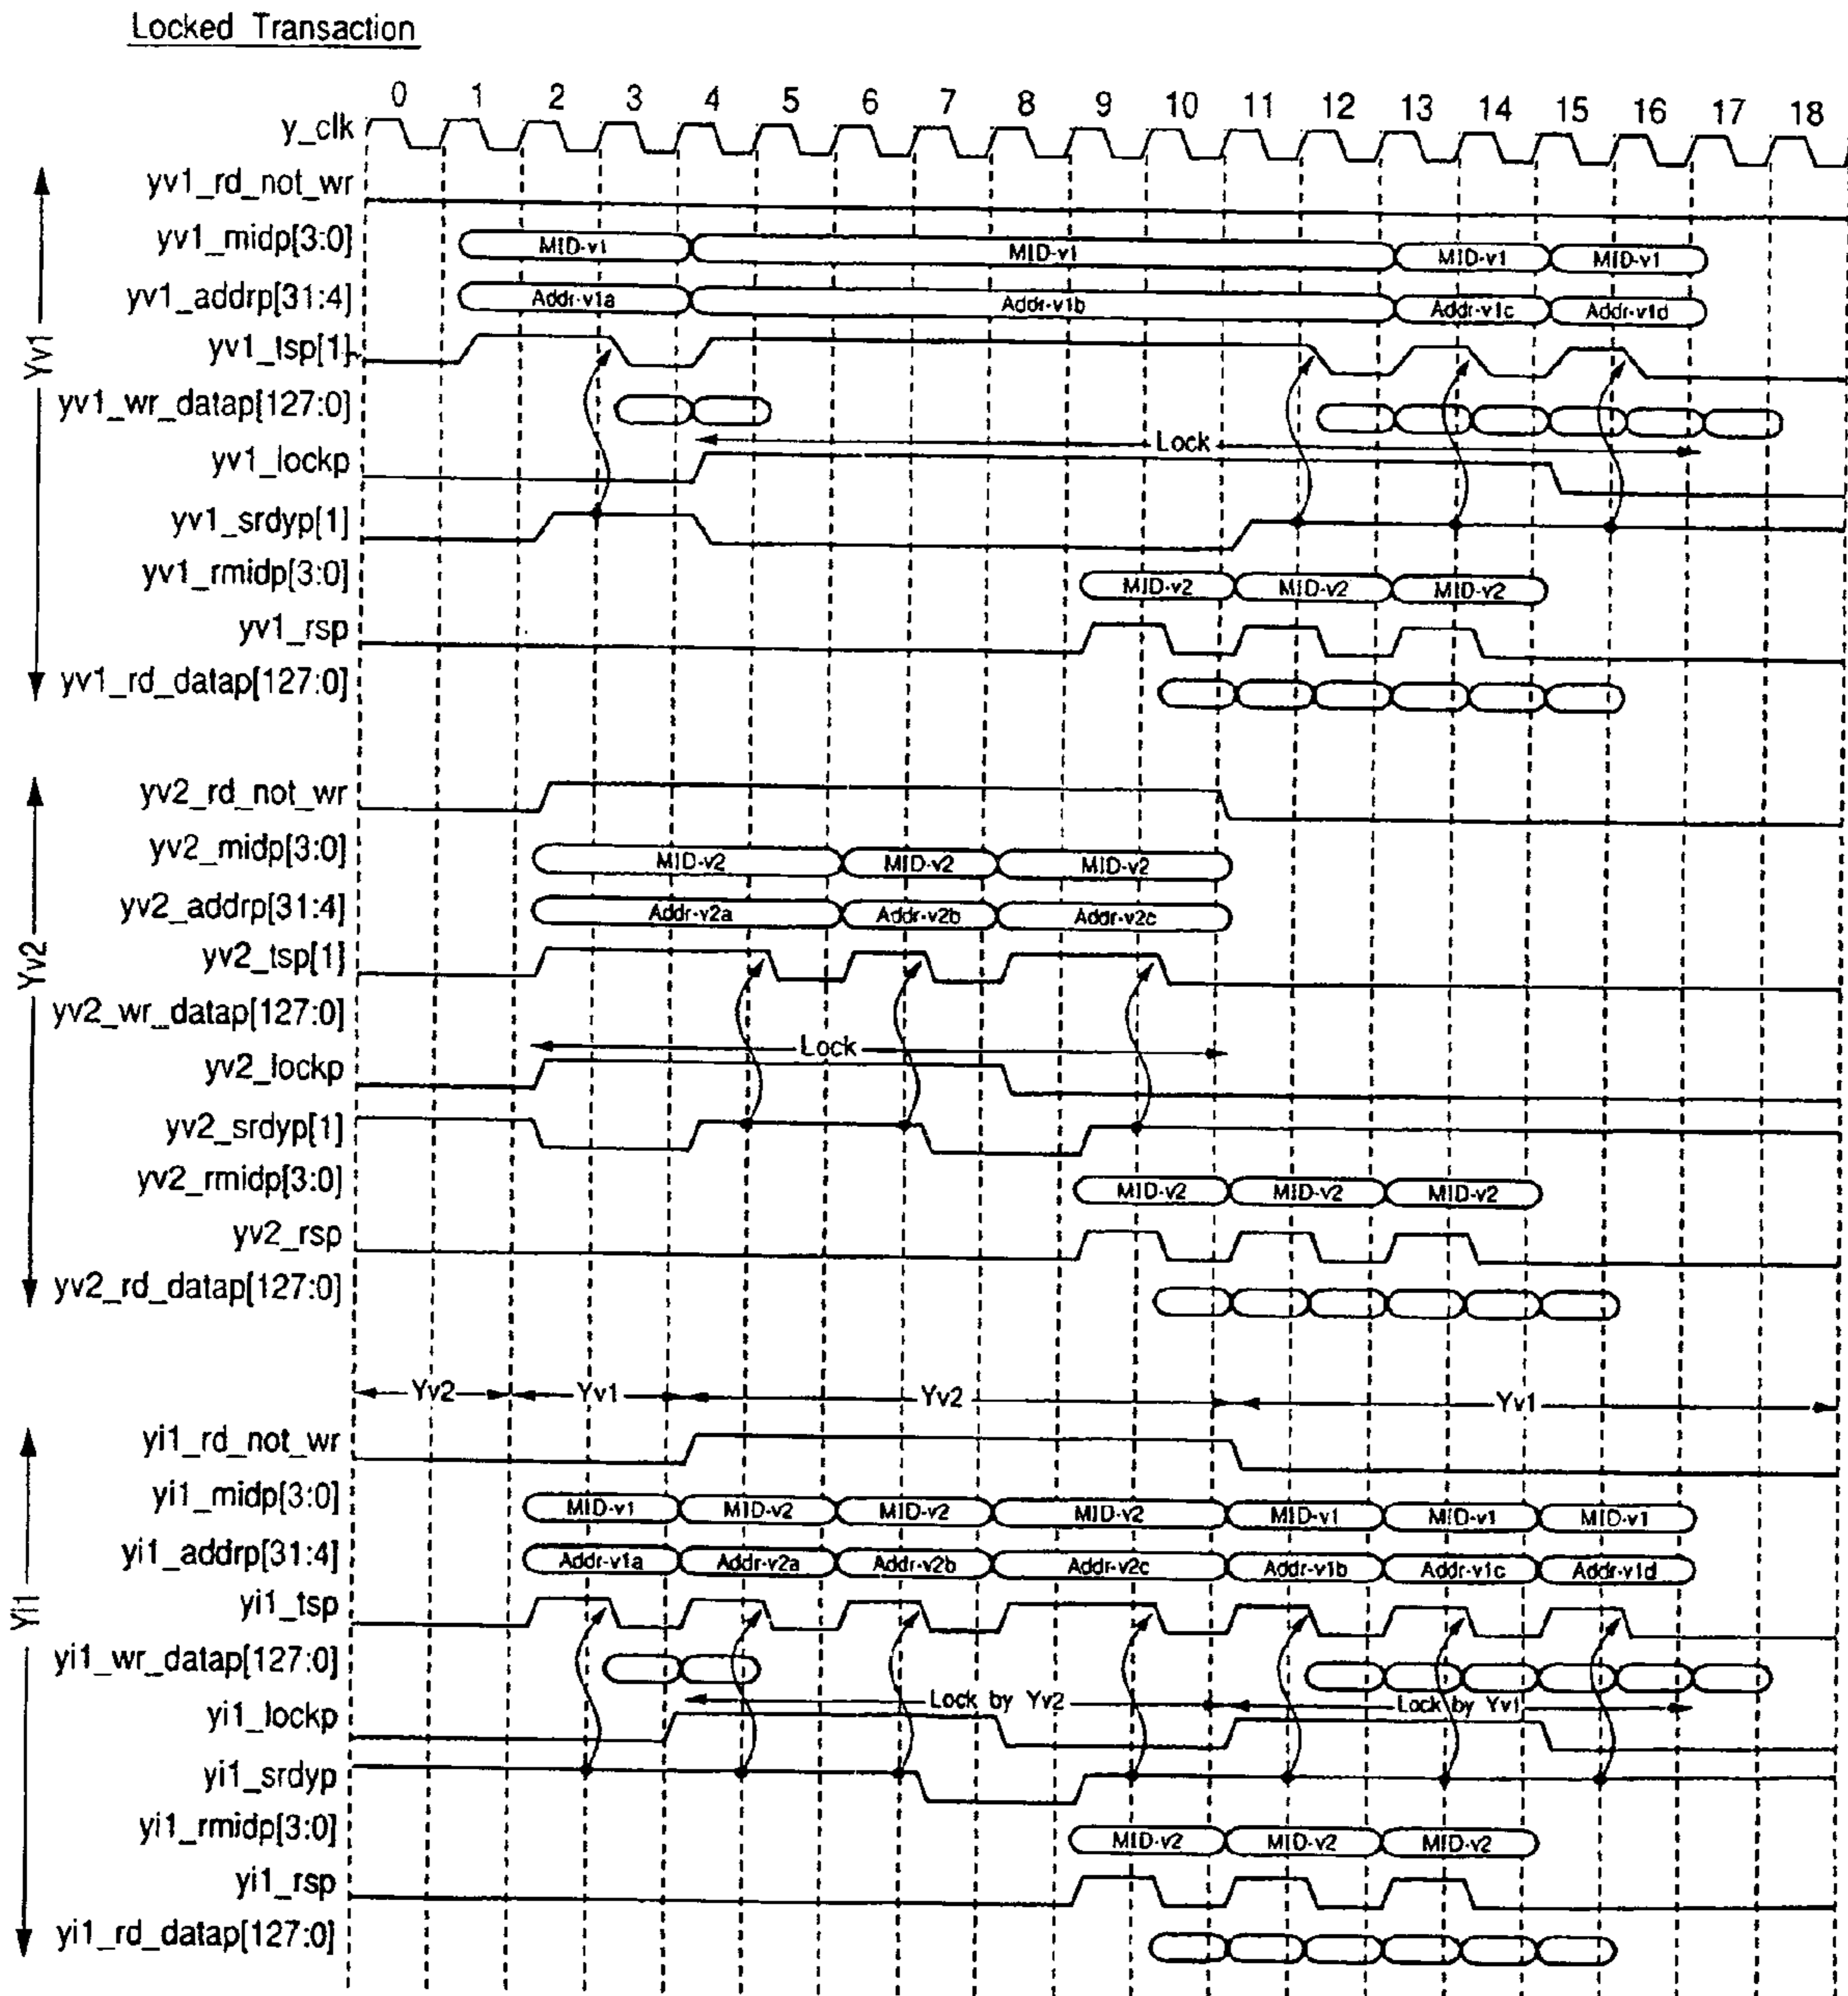 Locked Transaction
0 1 2 3 4 5 6 7 8 9 10 11 12 13 14 15 16 17 18
y_clk
Yv1
yv1_rd_not_wr
yv1_midp[3:0] MID-v1 MID-v1 MID-v1 MID-v1
yv1_addrp[31:4] Addr-v1a Addr-v1b Addr-v1c Addr-v1d
yv1_tsp[1]
yv1_wr_datap[127:0]
Lock
yv1_lockp
yv1_srdyp[1]
yv1_rmidp[3:0] MID-v2 MID-v2 MID-v2
yv1_rsp
yv1_rd_datap[127:0]
Yv2
yv2_rd_not_wr
yv2_midp[3:0] MID-v2 MID-v2 MID-v2
yv2_addrp[31:4] Addr-v2a Addr-v2b Addr-v2c
yv2_tsp[1]
yv2_wr_datap[127:0]
Lock
yv2_lockp
yv2_srdyp[1]
yv2_rmidp[3:0] MID-v2 MID-v2 MID-v2
yv2_rsp
yv2_rd_datap[127:0]
Yv2 Yv1 Yv2 Yv1
Yi1
yi1_rd_not_wr
yi1_midp[3:0] MID-v1 MID-v2 MID-v2 MID-v2 MID-v1 MID-v1 MID-v1
yi1_addrp[31:4] Addr-v1a Addr-v2a Addr-v2b Addr-v2c Addr-v1b Addr-v1c Addr-v1d
yi1_tsp
yi1_wr_datap[127:0]
Lock by Yv2 Lock by Yv1
yi1_lockp
yi1_srdyp
yi1_rmidp[3:0] MID-v2 MID-v2 MID-v2
yi1_rsp
yi1_rd_datap[127:0]